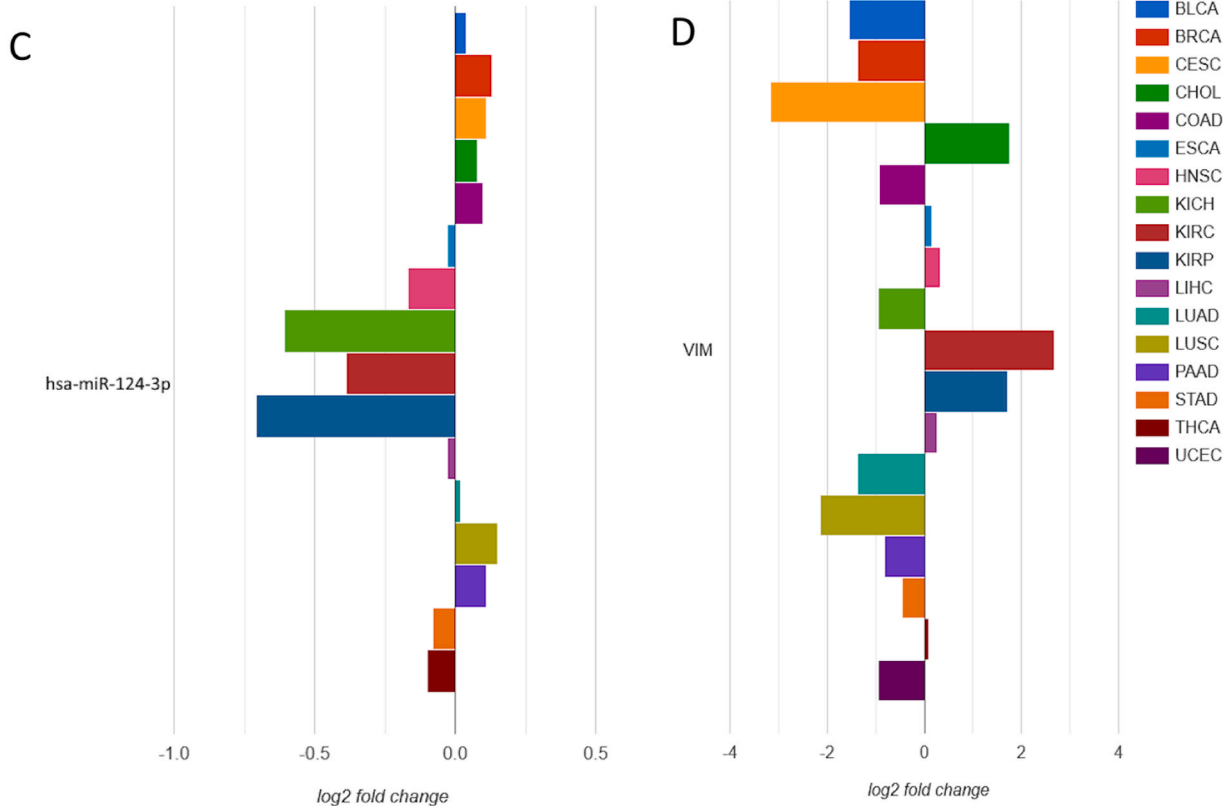 C
hsa-miR-124-3p
-1.0
-0.5
0.0
0.5
log2 fold change
D
VIM
-4
-2
0
2
4
log2 fold change
BLCA
BRCA
CESC
CHOL
COAD
ESCA
HNSC
KICH
KIRC
KIRP
LIHC
LUAD
LUSC
PAAD
STAD
THCA
UCEC